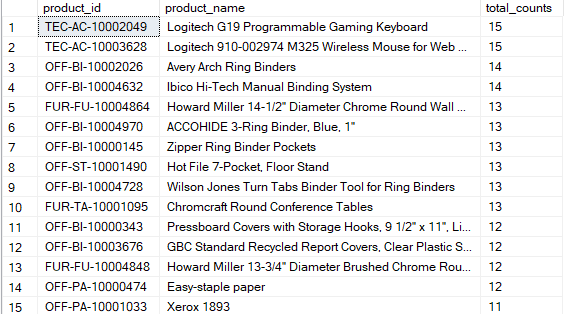 product_id product_name total_counts
1 TEC-AC-10002049 Logitech G19 Programmable Gaming Keyboard 15
2 TEC-AC-10003628 Logitech 910-002974 M325 Wireless Mouse for Web ... 15
3 OFF-BI-10002026 Avery Arch Ring Binders 14
4 OFF-BI-10004632 Ibico Hi-Tech Manual Binding System 14
5 FUR-FU-10004864 Howard Miller 14-1/2" Diameter Chrome Round Wall ... 13
6 OFF-BI-10004970 ACCOHIDE 3-Ring Binder, Blue, 1" 13
7 OFF-BI-10000145 Zipper Ring Binder Pockets 13
8 OFF-ST-10001490 Hot File 7-Pocket, Floor Stand 13
9 OFF-BI-10004728 Wilson Jones Turn Tabs Binder Tool for Ring Binders 13
10 FUR-TA-10001095 Chromcraft Round Conference Tables 13
11 OFF-BI-10000343 Pressboard Covers with Storage Hooks, 9 1/2" x 11", Li... 12
12 OFF-BI-10003676 GBC Standard Recycled Report Covers, Clear Plastic S... 12
13 FUR-FU-10004848 Howard Miller 13-3/4" Diameter Brushed Chrome Rou... 12
14 OFF-PA-10000474 Easy-staple paper 12
15 OFF-PA-10001033 Xerox 1893 11